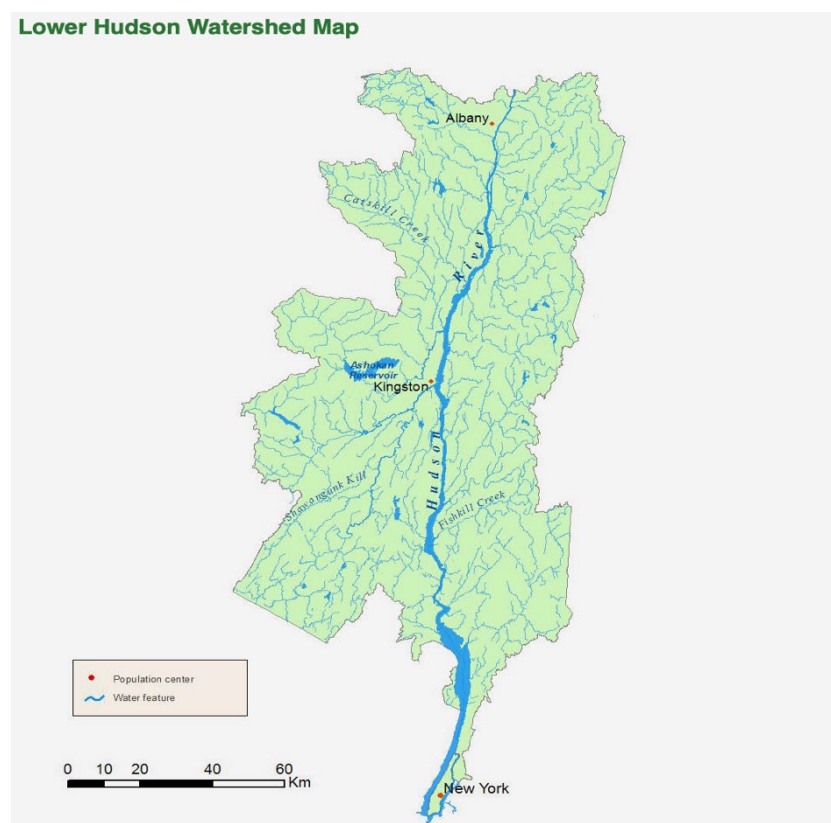 Lower Hudson Watershed Map
Albany
Catskill Creek
River
Ashokan
Reservoir
Kingston
Hudson
Shawangunk Kill
Fishkill Creek
Population center
Water feature
0 10 20 40 60
Km
New York